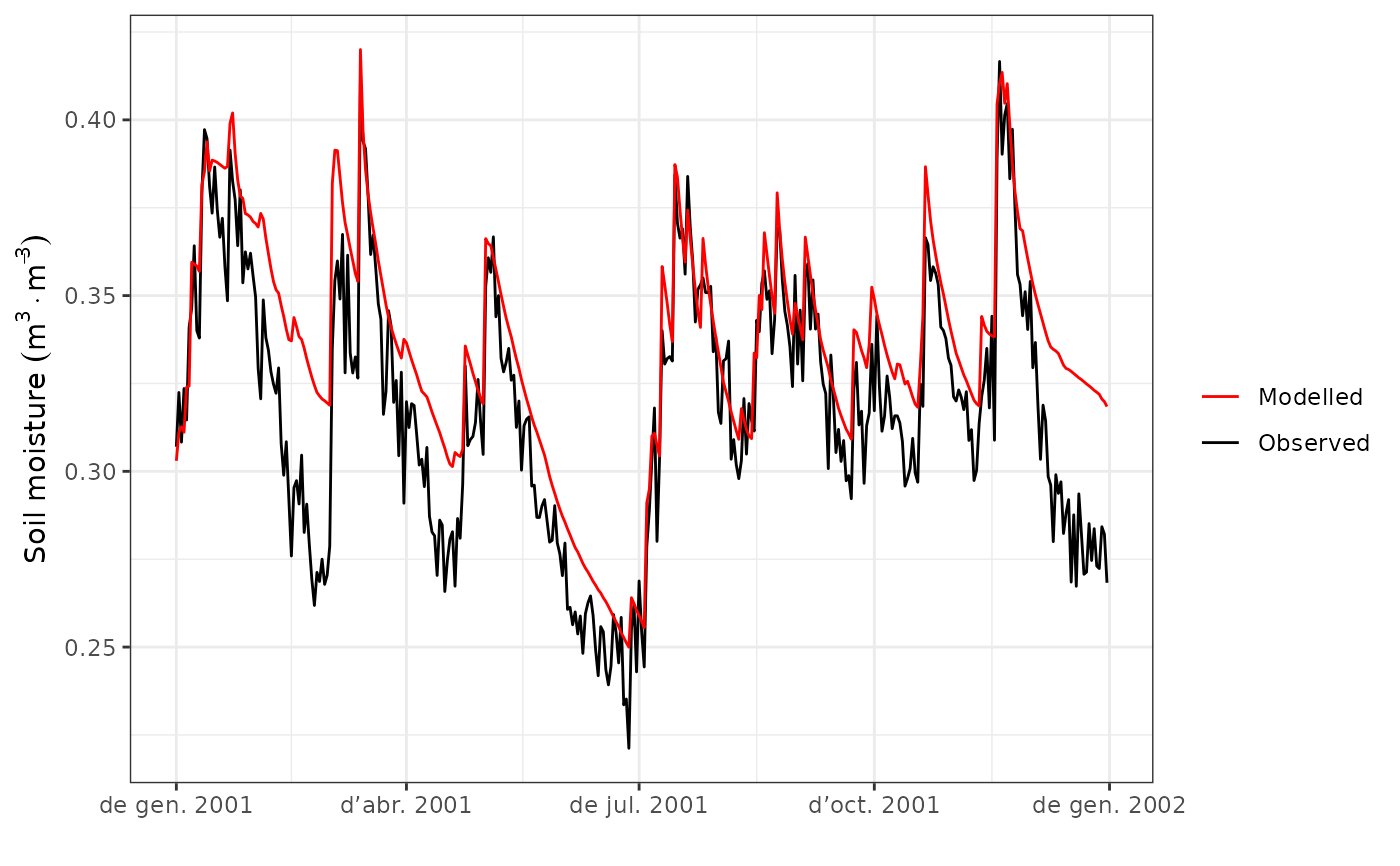 Soil moisture (m³ · m⁻³)
0.40
0.35
0.30
0.25
de gen. 2001
d’abr. 2001
de jul. 2001
d’oct. 2001
de gen. 2002
Modelled
Observed